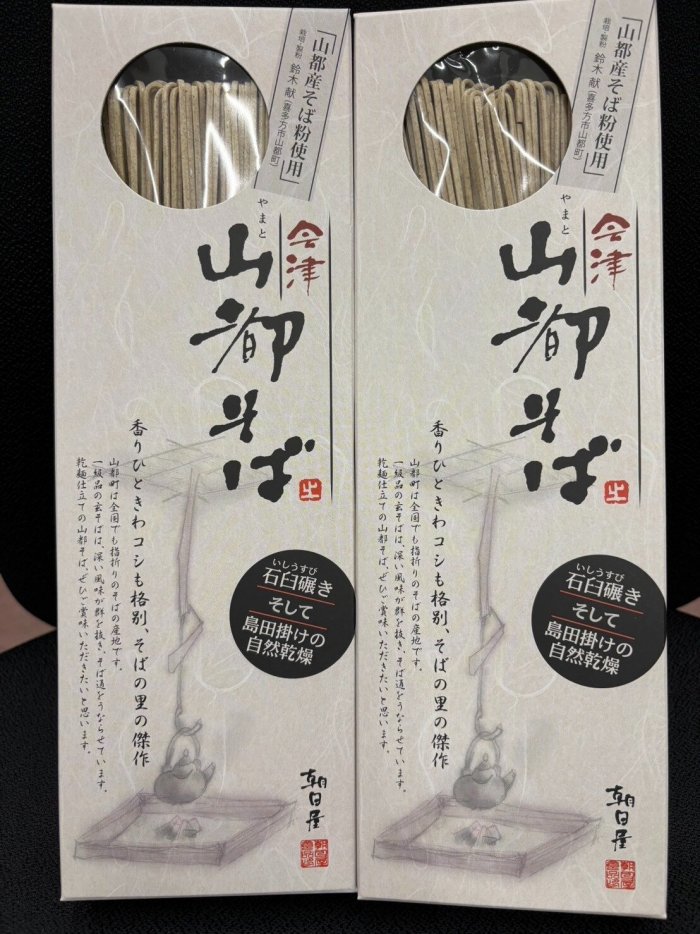 「山都産そば粉使用」
栽培・製粉 鈴木 献(喜多方市山都町)
会津
やまと
山都そば
香りひときわコシも格別、そばの里の傑作
山都町は全国でも指折りのそばの産地です。
一級品の玄そばは、深い風味が群を抜き、そば通をうならせています。
乾麺仕立ての山都そば、ぜひご賞味いただきたいと思います。
いしうすび
石臼碾き
そして
島田掛けの
自然乾燥
朝日屋
「山都産そば粉使用」
栽培・製粉 鈴木 献(喜多方市山都町)
会津
やまと
山都そば
香りひときわコシも格別、そばの里の傑作
山都町は全国でも指折りのそばの産地です。
一級品の玄そばは、深い風味が群を抜き、そば通をうならせています。
乾麺仕立ての山都そば、ぜひご賞味いただきたいと思います。
いしうすび
石臼碾き
そして
島田掛けの
自然乾燥
朝日屋